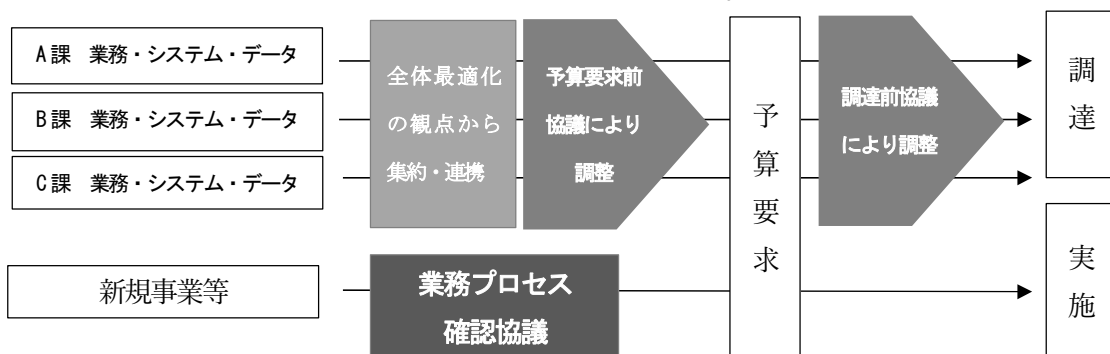 A課 業務・システム・データ
B課 業務・システム・データ
C課 業務・システム・データ
全体最適化
の観点から
集約・連携
予算要求前
協議により
調整
予算要求
調達前協議
により調整
調達
新規事業等
業務プロセス
確認協議
実施